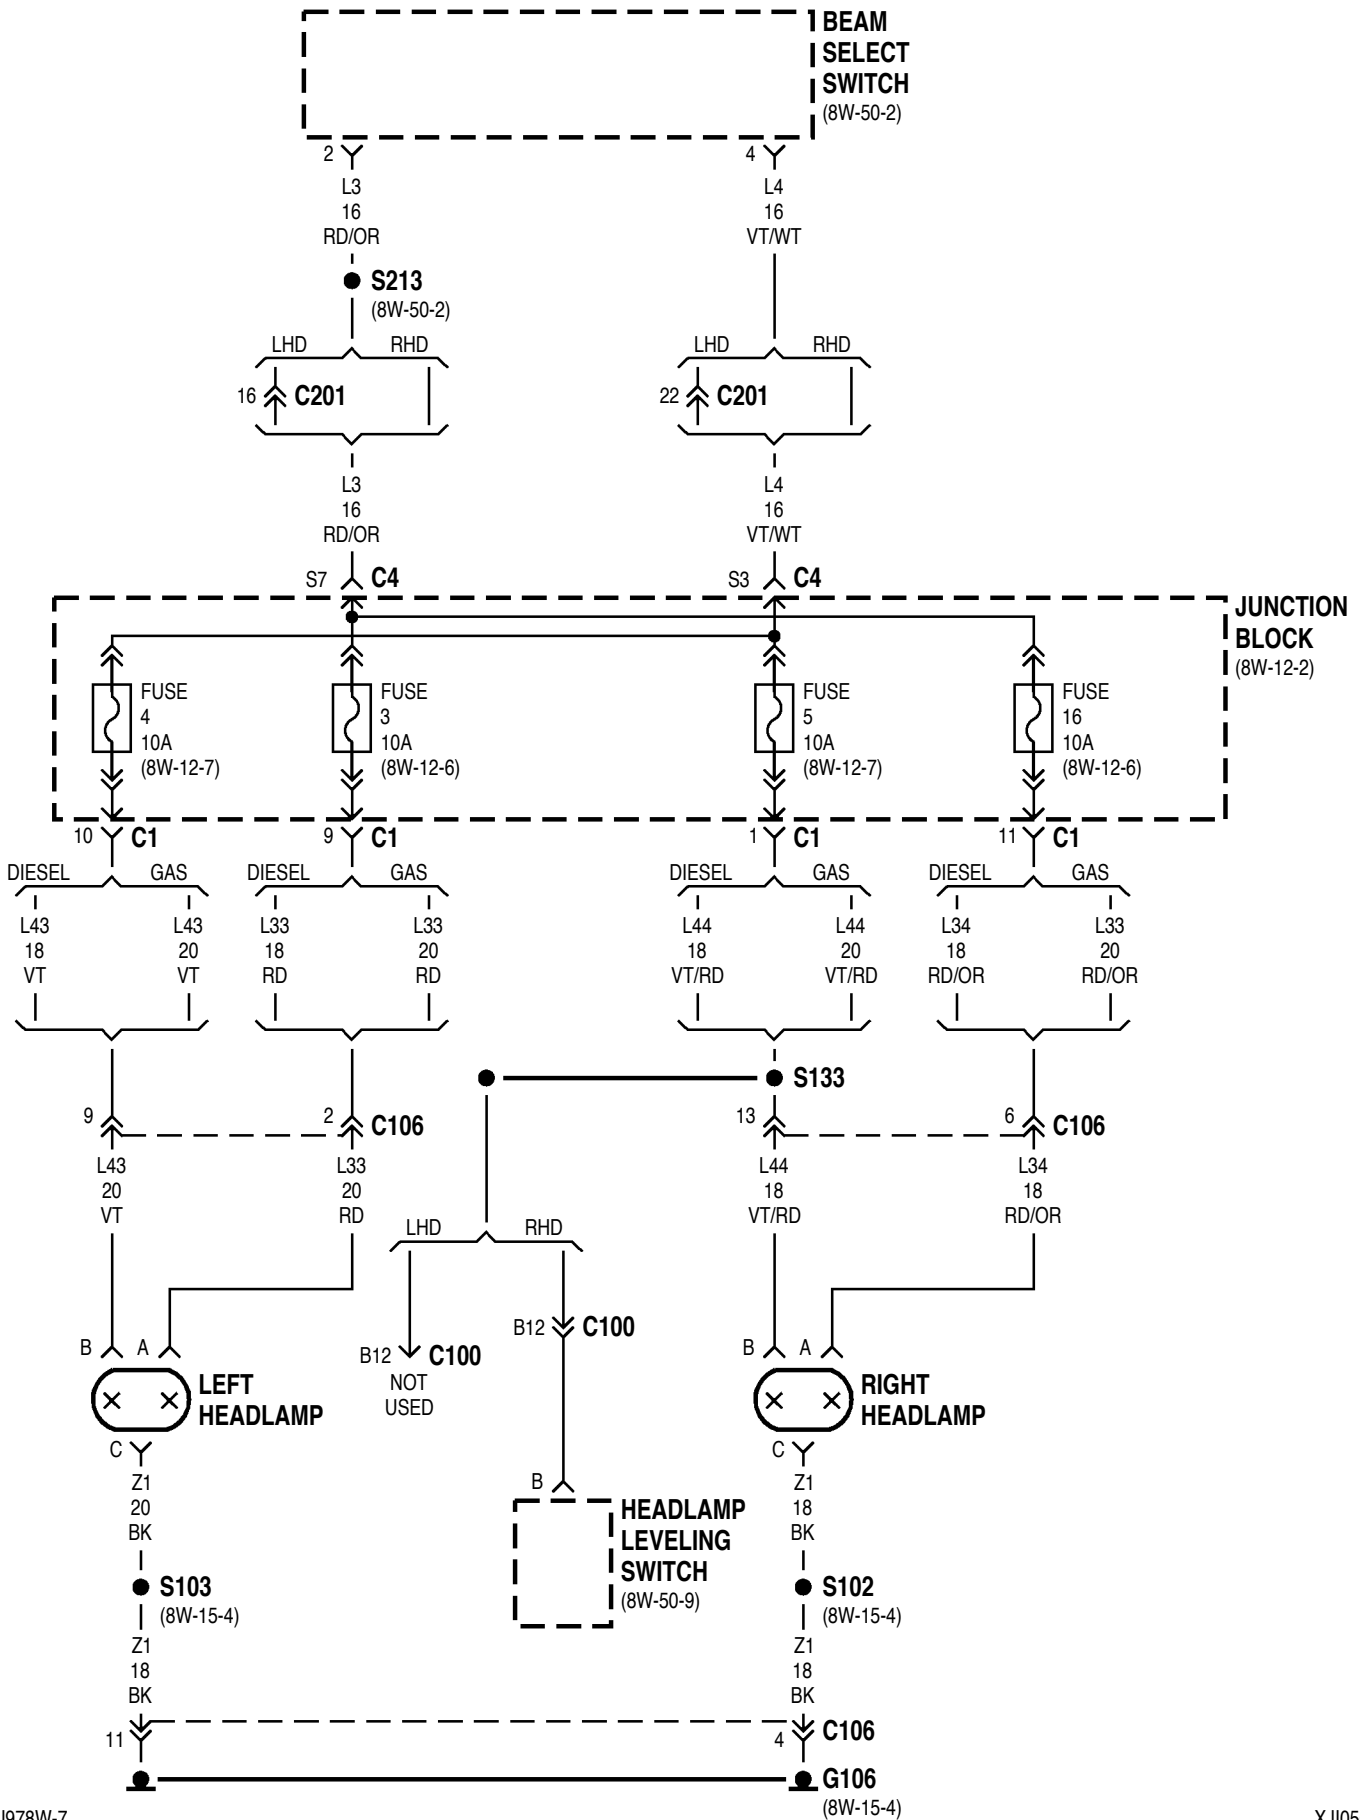 BEAM
SELECT
SWITCH
(8W-50-2)
2
4
L3
16
RD/OR
L4
16
VT/WT
S213
(8W-50-2)
LHD
RHD
LHD
RHD
16
C201
22
C201
L3
16
RD/OR
L4
16
VT/WT
S7
C4
S3
C4
JUNCTION
BLOCK
(8W-12-2)
FUSE
4
10A
(8W-12-7)
FUSE
3
10A
(8W-12-6)
FUSE
5
10A
(8W-12-7)
FUSE
16
10A
(8W-12-6)
10
C1
9
C1
1
C1
11
C1
DIESEL
GAS
DIESEL
GAS
DIESEL
GAS
DIESEL
GAS
L43
18
VT
L43
20
VT
L33
18
RD
L33
20
RD
L44
18
VT/RD
L44
20
VT/RD
L34
18
RD/OR
L33
20
RD/OR
S133
9
2
C106
13
6
C106
L43
20
VT
L33
20
RD
L44
18
VT/RD
L34
18
RD/OR
LHD
RHD
B12
C100
NOT
USED
B12
C100
B
A
LEFT
HEADLAMP
B
A
RIGHT
HEADLAMP
C
C
Z1
20
BK
Z1
18
BK
B
HEADLAMP
LEVELING
SWITCH
(8W-50-9)
S103
(8W-15-4)
S102
(8W-15-4)
Z1
18
BK
Z1
18
BK
11
4
C106
G106
(8W-15-4)